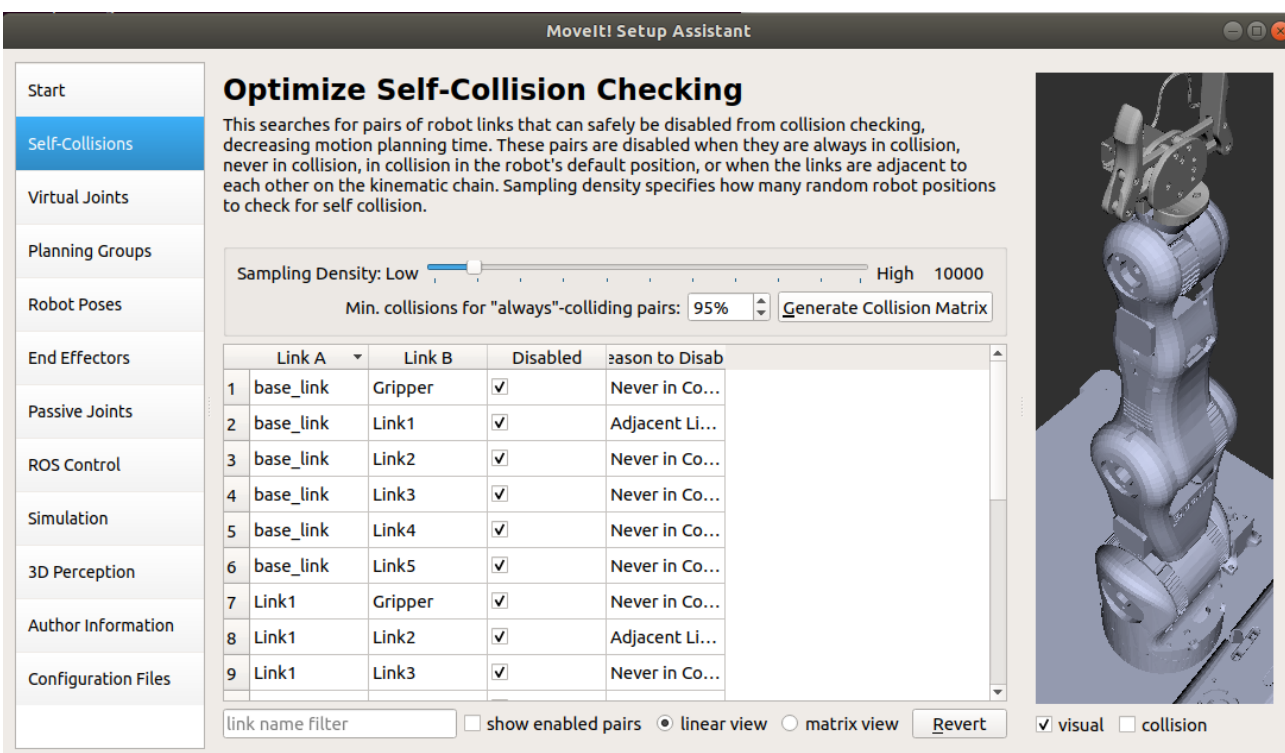 MoveIt! Setup Assistant
Start
Self-Collisions
Virtual Joints
Planning Groups
Robot Poses
End Effectors
Passive Joints
ROS Control
Simulation
3D Perception
Author Information
Configuration Files
Optimize Self-Collision Checking
This searches for pairs of robot links that can safely be disabled from collision checking,
decreasing motion planning time. These pairs are disabled when they are always in collision,
never in collision, in collision in the robot's default position, or when the links are adjacent to
each other on the kinematic chain. Sampling density specifies how many random robot positions
to check for self collision.
Sampling Density: Low High 10000
Min. collisions for "always"-colliding pairs: 95% Generate Collision Matrix
Link A Link B Disabled eason to Disab
1 base_link Gripper Never in Co...
2 base_link Link1 Adjacent Li...
3 base_link Link2 Never in Co...
4 base_link Link3 Never in Co...
5 base_link Link4 Never in Co...
6 base_link Link5 Never in Co...
7 Link1 Gripper Never in Co...
8 Link1 Link2 Adjacent Li...
9 Link1 Link3 Never in Co...
link name filter show enabled pairs linear view matrix view Revert
visual collision